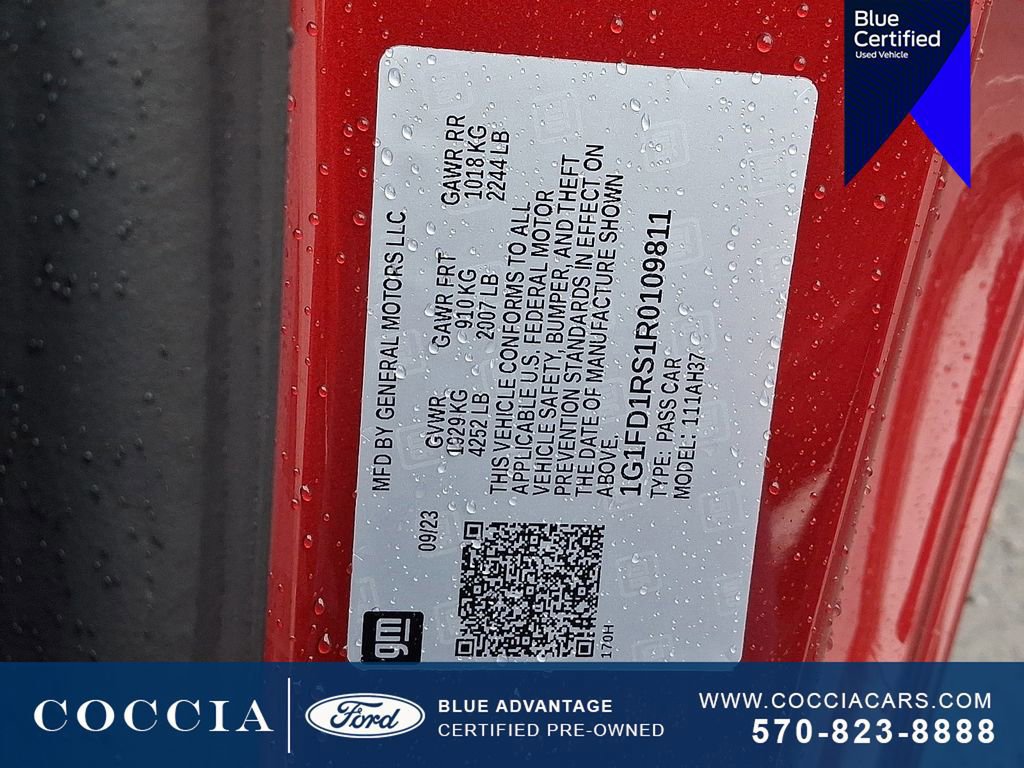 Blue
Certified
Used Vehicle
MFD BY GENERAL MOTORS LLC.
09/23
GVWR GAWR FRT GAWR RR
1929 KG 910 KG 1018 KG
4252 LB 2007 LB 2244 LB
THIS VEHICLE CONFORMS TO ALL
APPLICABLE U.S. FEDERAL MOTOR
VEHICLE SAFETY, BUMPER, AND THEFT
PREVENTION STANDARDS IN EFFECT ON
THE DATE OF MANUFACTURE SHOWN
ABOVE.
1G1FD1RS1R0109811
TYPE: PASS CAR
MODEL: 111AH37
gm
170H
COCCIA
Ford
BLUE ADVANTAGE
CERTIFIED PRE-OWNED
WWW.COCCIACARS.COM
570-823-8888